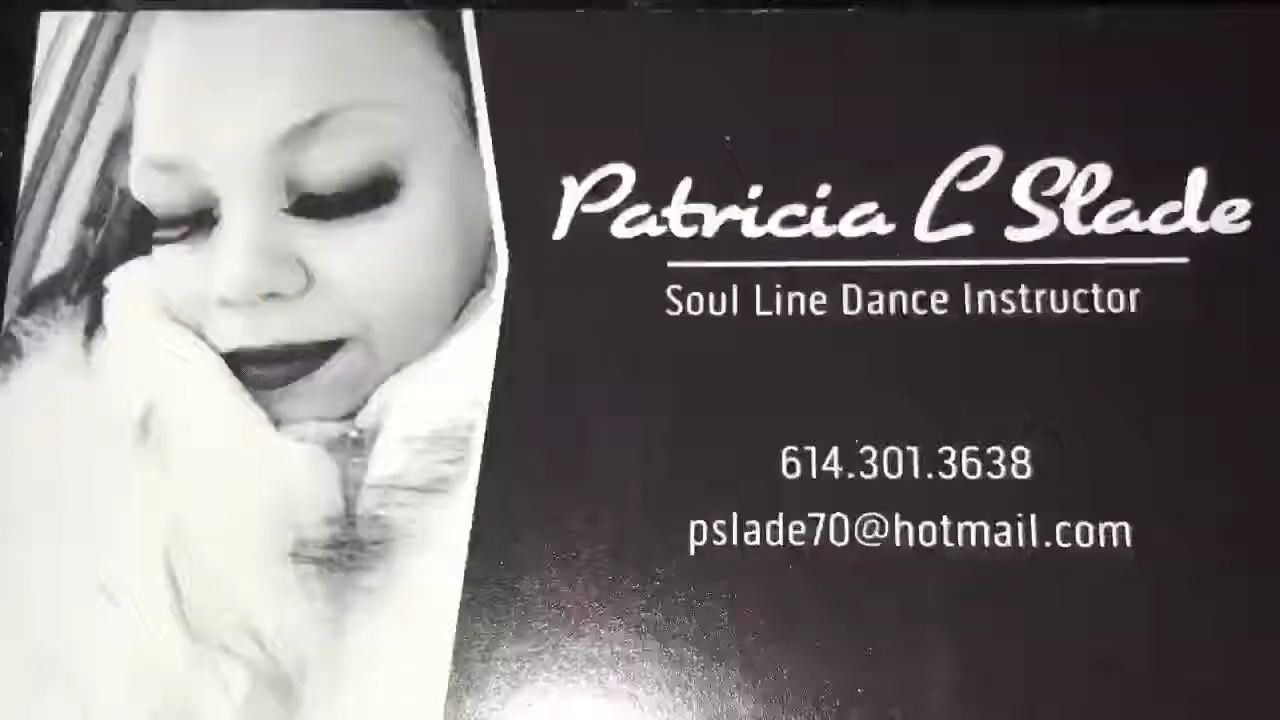 Patricia C Slade
Soul Line Dance Instructor
614.301.3638
pslade70@hotmail.com